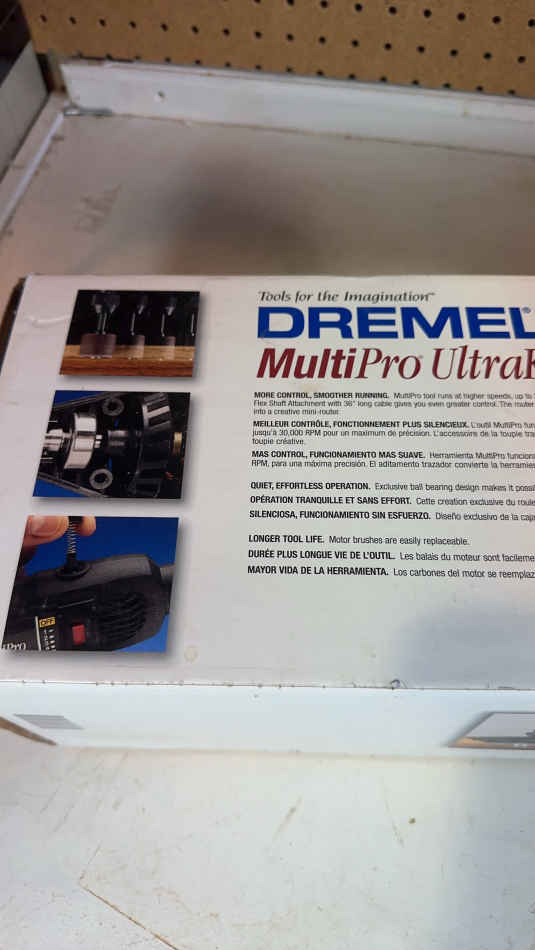 Tools for the Imagination™
DREMEL®
MultiPro® Ultra
MORE CONTROL, SMOOTHER RUNNING. MultiPro tool runs at higher speeds, up to
Flex Shaft Attachment with 36" long cable gives you even greater control. The router
into a creative mini-router.
MEILLEUR CONTRÔLE, FONCTIONNEMENT PLUS SILENCIEUX. L'outil MultiPro
jusqu'à 30,000 RPM pour un maximum de précision. L'accessoire de la toupie
toupie créative.
MAS CONTROL, FUNCIONAMIENTO MAS SUAVE. Herramienta MultiPro
RPM, para una máxima precisión. El aditamento trazador convierte la
QUIET, EFFORTLESS OPERATION. Exclusive ball bearing design makes it
OPÉRATION TRANQUILLE ET SANS EFFORT. Cette creation exclusive du
SILENCIOSA, FUNCIONAMIENTO SIN ESFUERZO. Diseño exclusivo de la
LONGER TOOL LIFE. Motor brushes are easily replaceable.
DURÉE PLUS LONGUE VIE DE L'OUTIL. Les balais du moteur sont
MAYOR VIDA DE LA HERRAMIENTA. Los carbones del motor se
OFF